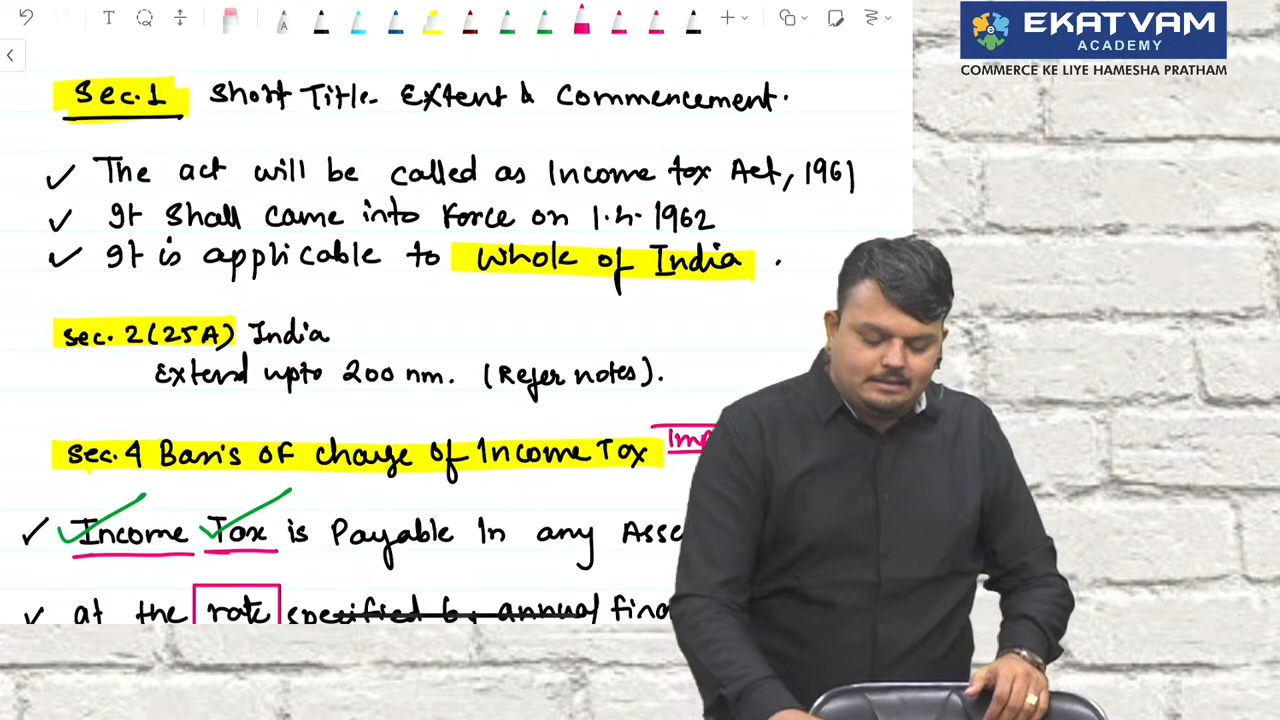 EKATVAM
ACADEMY
COMMERCE KE LIYE HAMESHA PRATHAM
Sec.1 Short Title Extent & Commencement.
✓ The act will be called as Income tax Act, 1961
✓ It Shall came into Force on 1.4.1962
✓ It is applicable to Whole of India.
Sec. 2(25A) India
Extend upto 200 nm. (Refer notes).
Sec. 4 Basis of charge of Income Tax
✓ Income Tax is Payable In any
✓ at the rate specified by annual